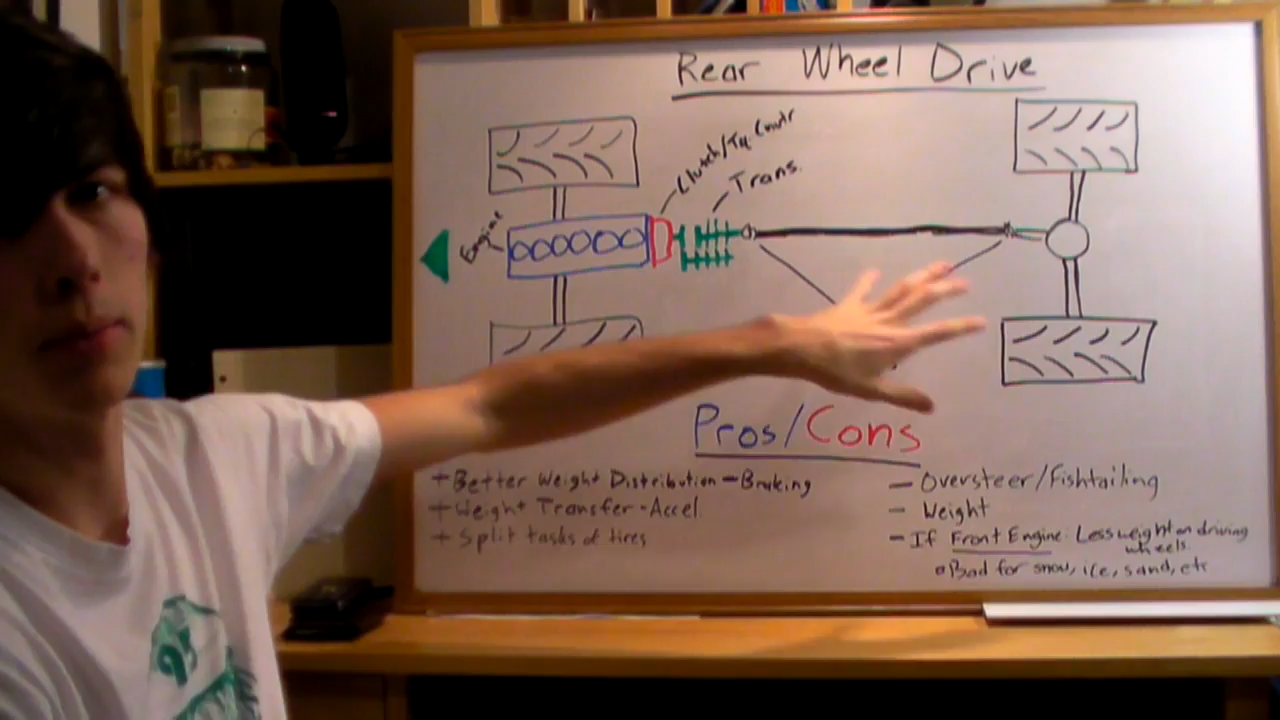 Rear Wheel Drive
Clutch/Tq. Convtr
Trans.
Engine
Pros/Cons
+ Better Weight Distribution - Braking
+ Weight Transfer - Accel.
+ Split tasks of tires
- Oversteer/Fishtailing
- Weight
- If Front Engine: Less weight on driving
wheels.
Bad for snow, ice, sand, etc